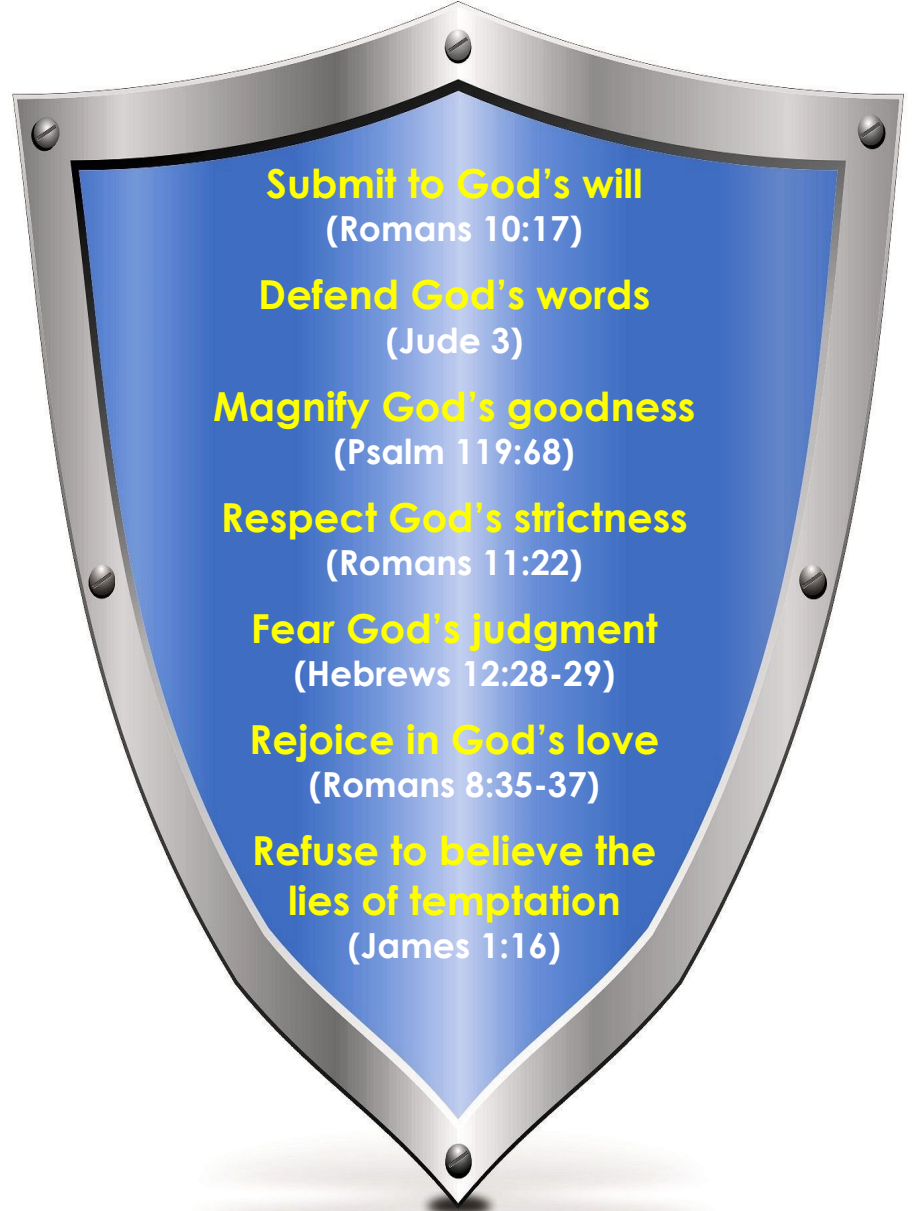 Submit to God’s will
(Romans 10:17)
Defend God’s words
(Jude 3)
Magnify God’s goodness
(Psalm 119:68)
Respect God’s strictness
(Romans 11:22)
Fear God’s judgment
(Hebrews 12:28-29)
Rejoice in God’s love
(Romans 8:35-37)
Refuse to believe the
lies of temptation
(James 1:16)